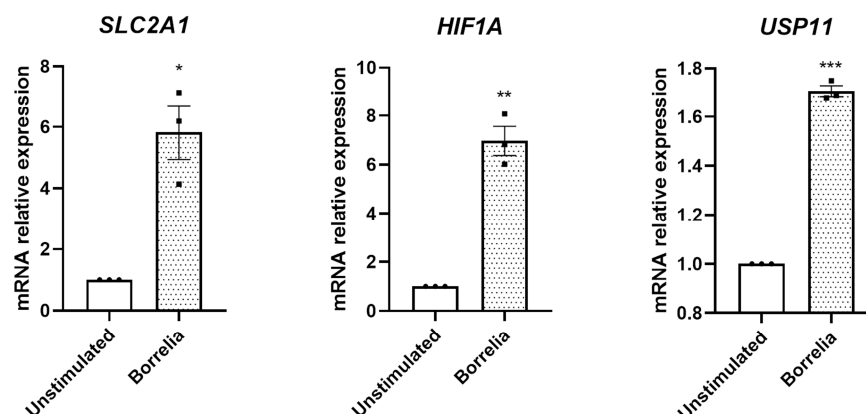 SLC2A1
HIF1A
USP11
mRNA relative expression
8
6
4
2
0
*
Unstimulated
Borrelia
mRNA relative expression
10
8
6
4
2
0
**
Unstimulated
Borrelia
mRNA relative expression
1.8
1.6
1.4
1.2
1.0
0.8
***
Unstimulated
Borrelia